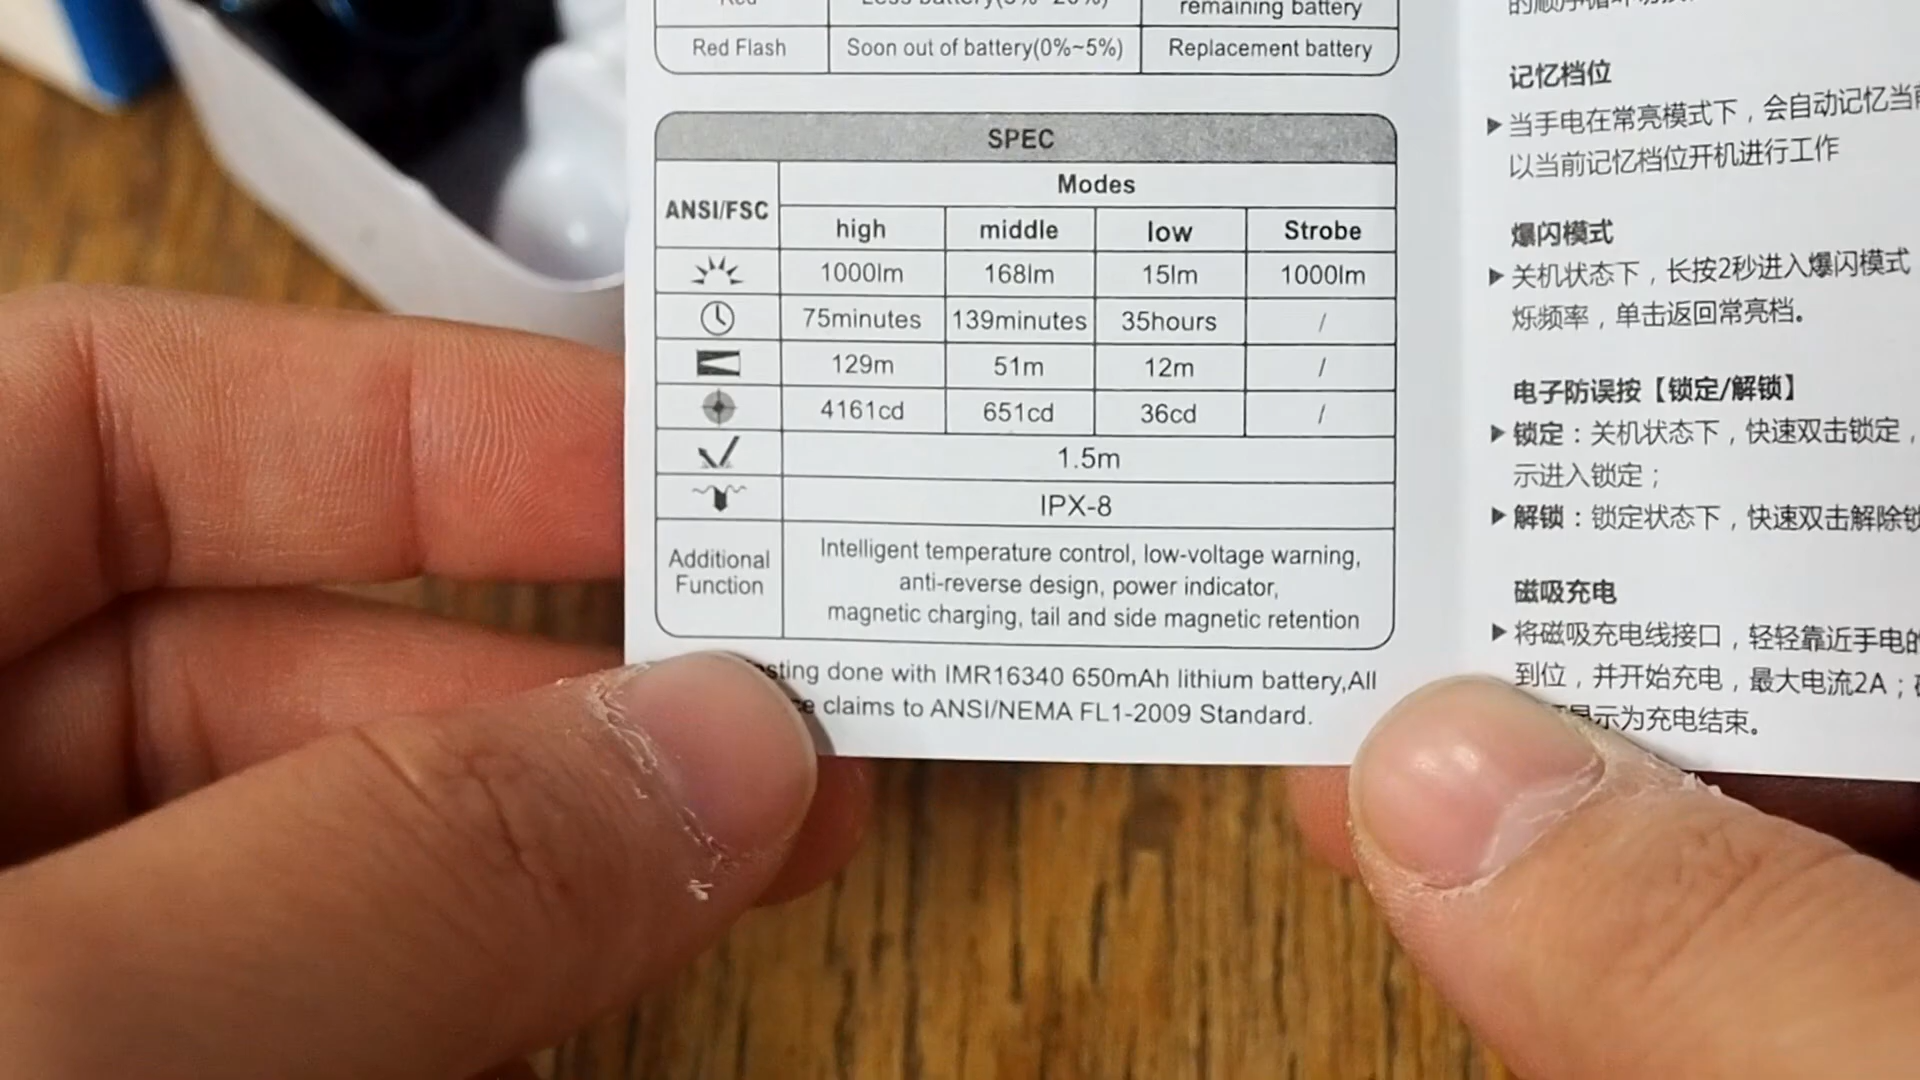 remaining battery
Red Flash Soon out of battery(0%~5%) Replacement battery
SPEC
ANSI/FSC Modes
high middle low Strobe
1000lm 168lm 15lm 1000lm
75minutes 139minutes 35hours /
129m 51m 12m /
4161cd 651cd 36cd /
1.5m
IPX-8
Additional Function
Intelligent temperature control, low-voltage warning,
anti-reverse design, power indicator,
magnetic charging, tail and side magnetic retention
done with IMR16340 650mAh lithium battery,All
claims to ANSI/NEMA FL1-2009 Standard.
记忆档位
▶当手电在常亮模式下，会自动记忆当
以当前记忆档位开机进行工作
爆闪模式
▶关机状态下，长按2秒进入爆闪模式
烁频率，单击返回常亮档。
电子防误按【锁定/解锁】
▶锁定：关机状态下，快速双击锁定，
示进入锁定；
▶解锁：锁定状态下，快速双击解除
磁吸充电
▶将磁吸充电线接口，轻轻靠近手电的
到位，并开始充电，最大电流2A；
示为充电结束。